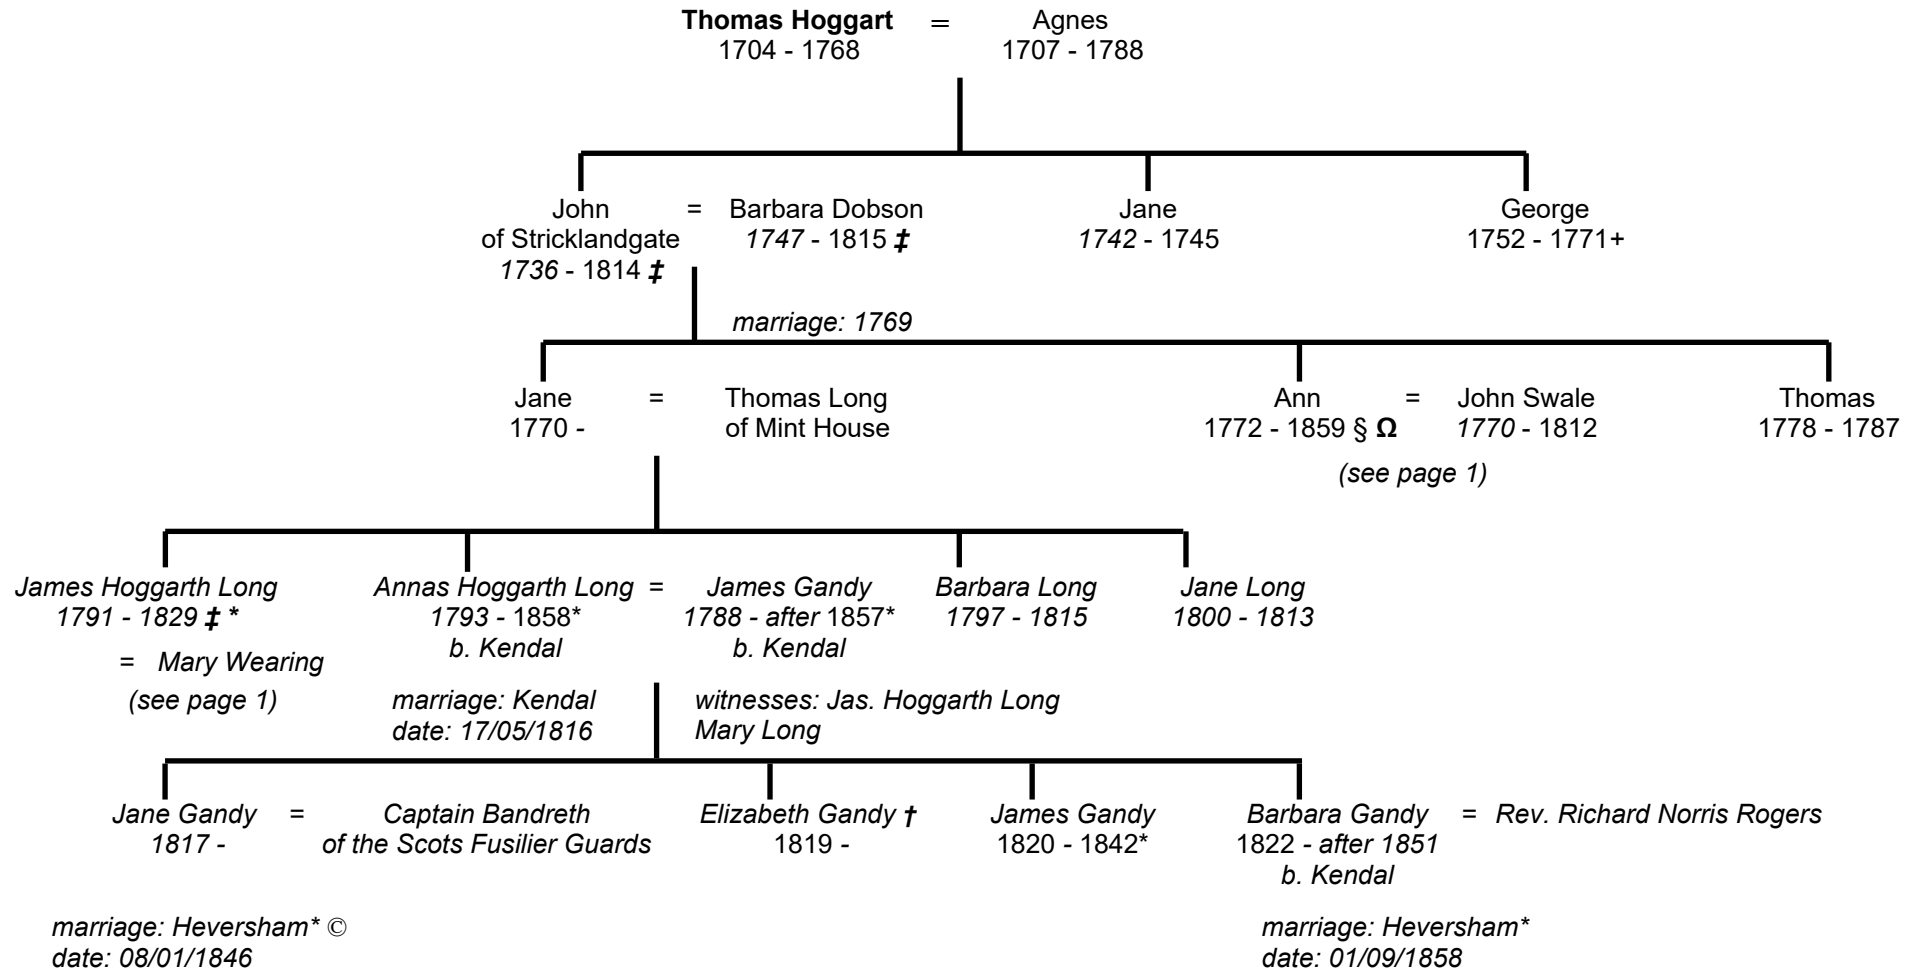 Thomas Hoggart = Agnes
1704 - 1768 1707 - 1788
John = Barbara Dobson Jane George
of Stricklandgate 1747 - 1815 ‡ 1742 - 1745 1752 - 1771+
1736 - 1814 ‡
marriage: 1769
Jane = Thomas Long Ann = John Swale Thomas
1770 - of Mint House 1772 - 1859 § Ω 1770 - 1812 1778 - 1787
(see page 1)
James Hoggarth Long Annas Hoggarth Long = James Gandy Barbara Long Jane Long
1791 - 1829 ‡ * 1793 - 1858* 1788 - after 1857* 1797 - 1815 1800 - 1813
b. Kendal b. Kendal
= Mary Wearing
(see page 1) marriage: Kendal witnesses: Jas. Hoggarth Long
date: 17/05/1816 Mary Long
Jane Gandy = Captain Bandreth Elizabeth Gandy † James Gandy Barbara Gandy = Rev. Richard Norris Rogers
1817 - of the Scots Fusilier Guards 1819 - 1820 - 1842* 1822 - after 1851
b. Kendal
marriage: Heversham* © marriage: Heversham*
date: 08/01/1846 date: 01/09/1858